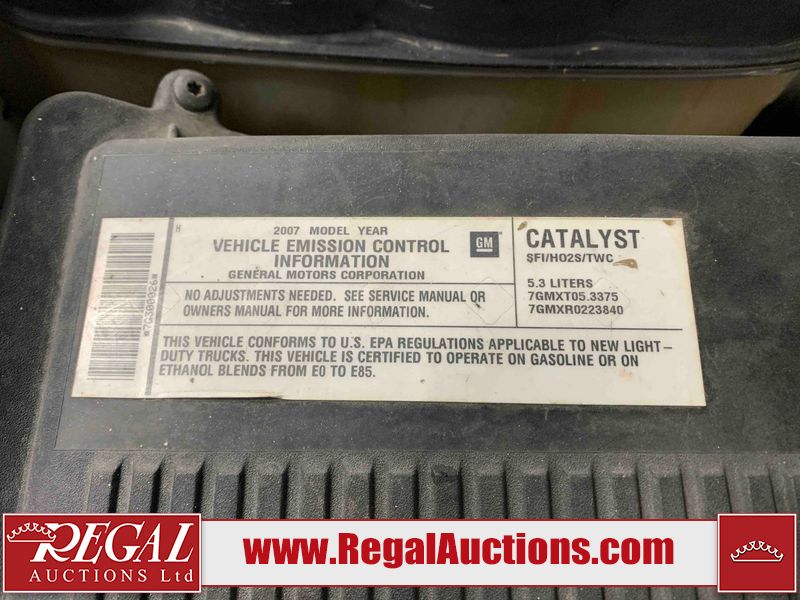 H
2007 MODEL YEAR
VEHICLE EMISSION CONTROL
INFORMATION
GENERAL MOTORS CORPORATION
GM
CATALYST
SFI/HO2S/TWC
5.3 LITERS
7GMXT05.3375
7GMXR0223840
NO ADJUSTMENTS NEEDED. SEE SERVICE MANUAL OR
OWNERS MANUAL FOR MORE INFORMATION.
THIS VEHICLE CONFORMS TO U.S. EPA REGULATIONS APPLICABLE TO NEW LIGHT-
DUTY TRUCKS. THIS VEHICLE IS CERTIFIED TO OPERATE ON GASOLINE OR ON
ETHANOL BLENDS FROM E0 TO E85.
*7G380026*
REGAL
AUCTIONS Ltd
www.RegalAuctions.com